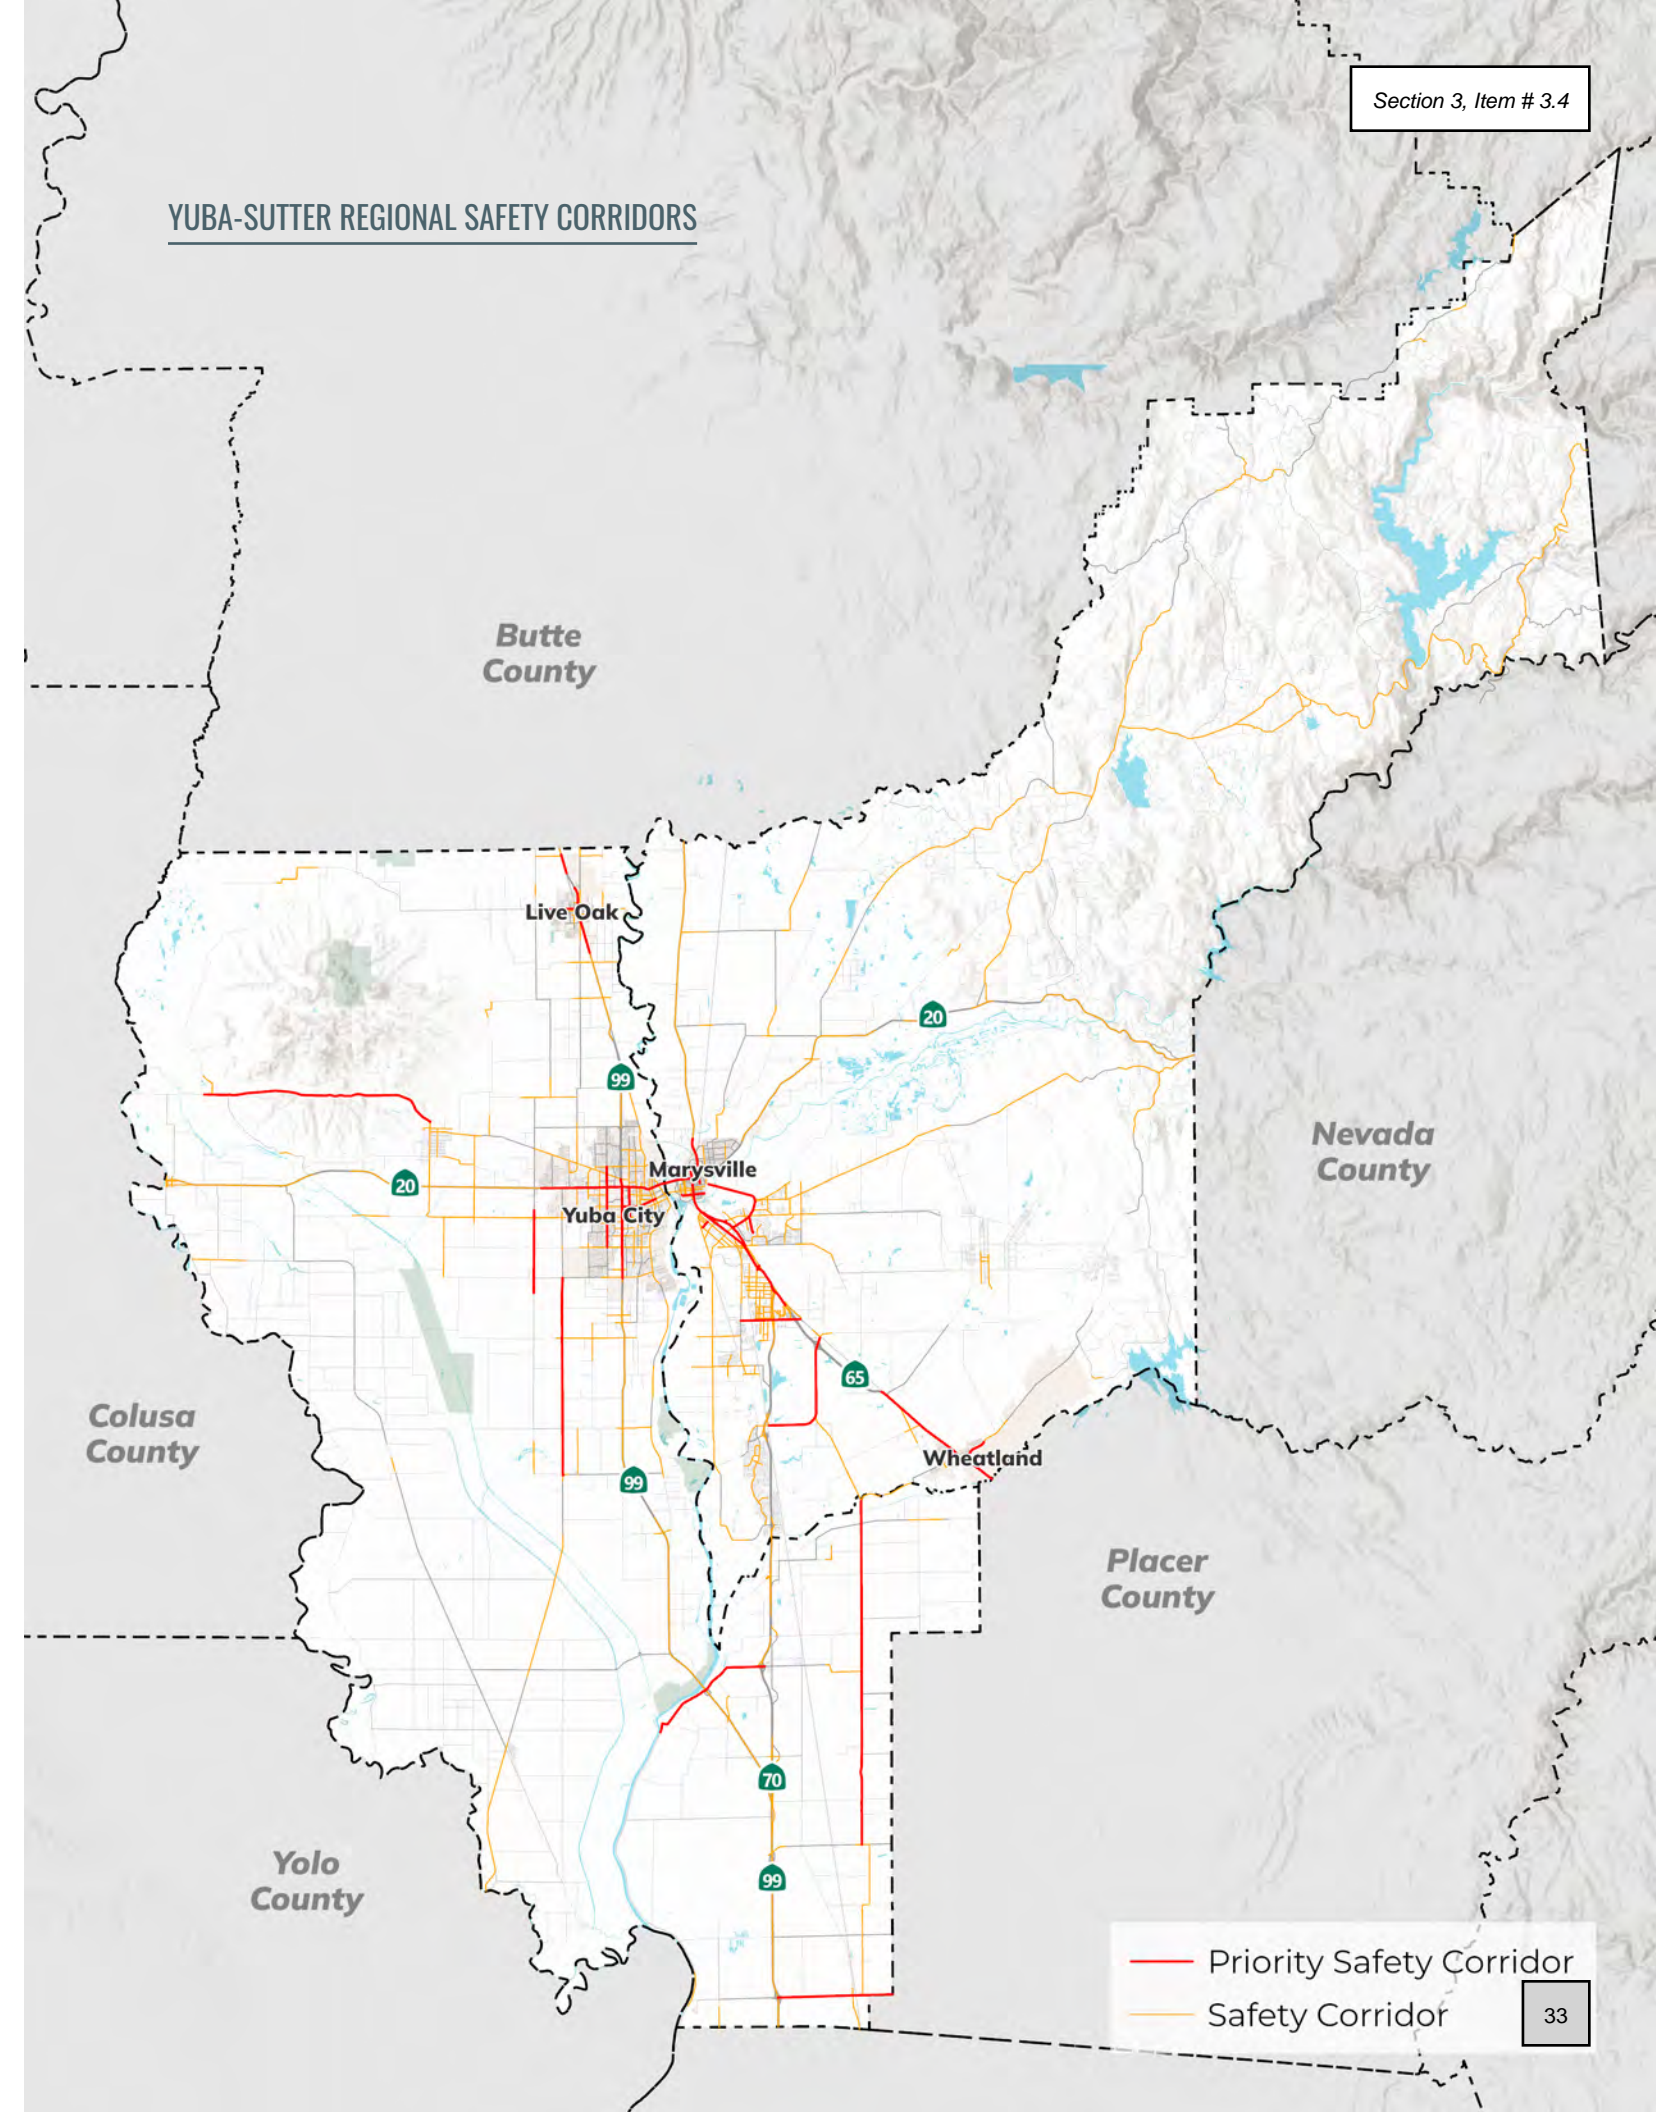 Section 3, Item # 3.4
YUBA-SUTTER REGIONAL SAFETY CORRIDORS
Butte
County
Live Oak
20
99
Nevada
County
Marysville
20
Yuba City
65
Colusa
County
Wheatland
99
Placer
County
70
Yolo
County
99
Priority Safety Corridor
Safety Corridor
33